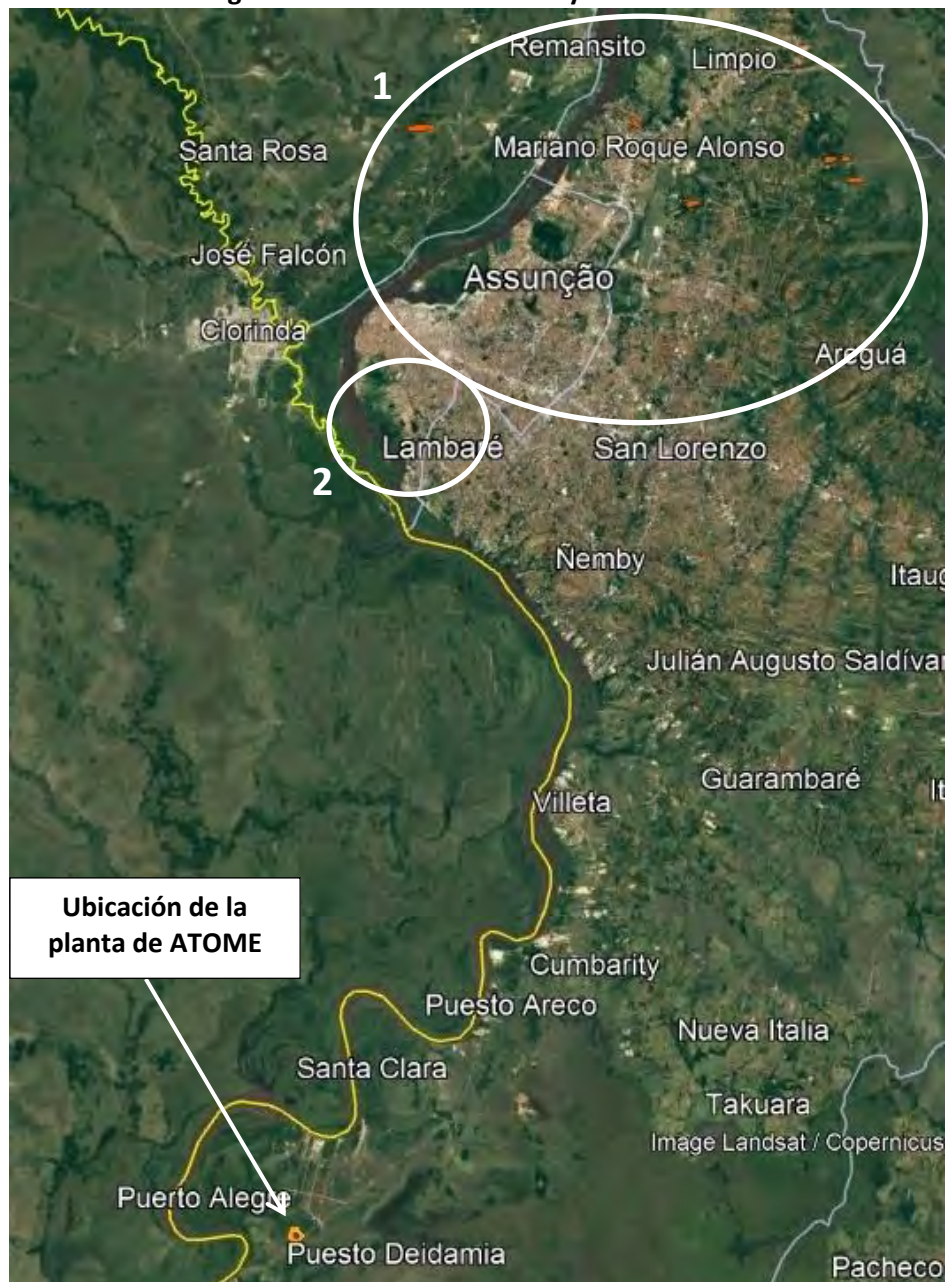 Remansito
Limpio
1
Santa Rosa
Mariano Roque Alonso
José Falcón
Assunção
Clorinda
Areguá
Lambaré
San Lorenzo
2
Ñemby
Itaug
Julián Augusto Saldívar
Guarambaré
It
Villeta
Ubicación de la
planta de ATOME
Cumbarity
Puesto Areco
Nueva Italia
Santa Clara
Takuara
Image Landsat / Copernicus
Puerto Alegre
Puesto Deidamia
Pacheco